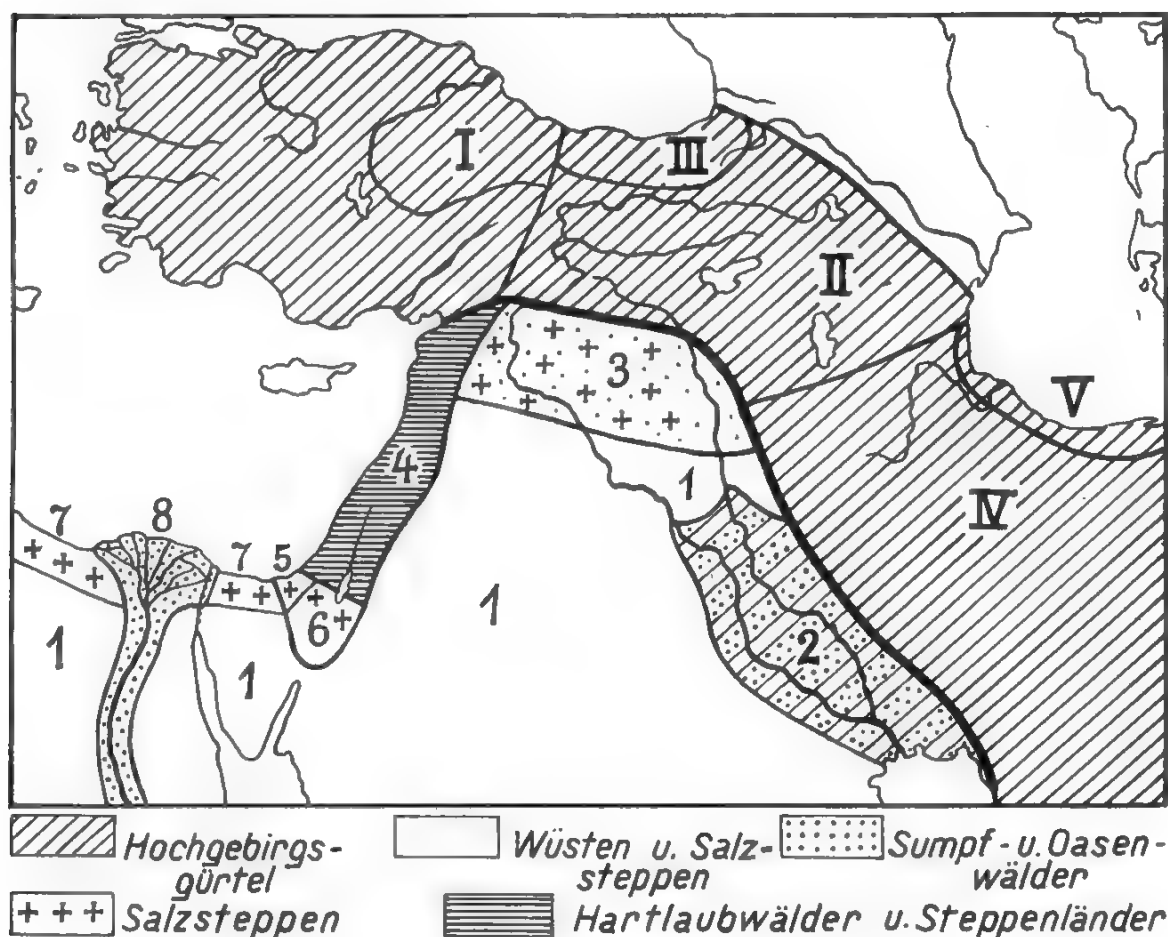 I
III
II
V
3
4
1
IV
7
8
7
5
6
1
1
1
2
Hochgebirgs-
gürtel
Wüsten u. Salz-
steppen
Sumpf- u. Oasen-
wälder
Salzsteppen
Hartlaubwälder u. Steppenländer